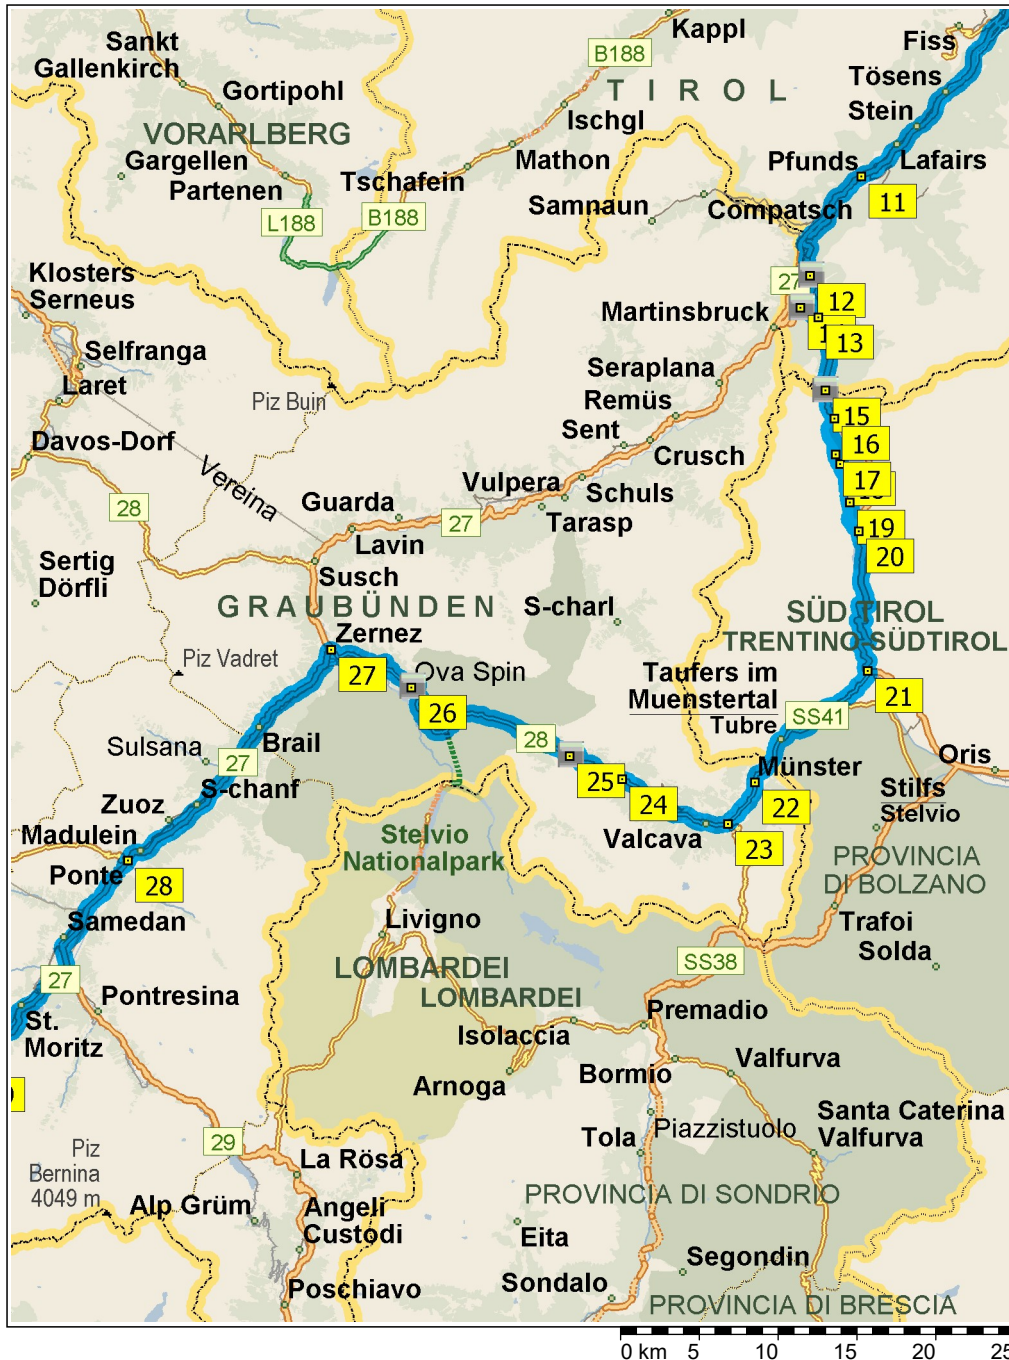 Kappl
Fiss
Sankt
Gallenkirch
B188
Tösens
TIROL
Gortipohl
Stein
Ischgl
VORARLBERG
Mathon
Pfunds
Lafairs
Gargellen
Partenen
Tschafein
Samnaun
Compatsch
11
L188
B188
Klosters
Serneus
27
12
Martinsbruck
13
Selfranga
Seraplana
Laret
Piz Buin
Remüs
15
Davos-Dorf
Sent
16
Crusch
Vereina
Vulpera
17
Schuls
28
Guarda
27
Tarasp
19
Lavin
20
Sertig
Dörfli
Susch
GRAUBÜNDEN
S-charl
SÜDTIROL
TRENTINO-SÜDTIROL
Zernez
Piz Vadret
27
Ova Spin
Taufers im
Muenstertal
Tubre
21
26
SS41
Sulsana
Brail
28
Oris
27
Münster
S-chanf
25
Stilfs
Stelvio
Zuoz
24
22
Madulein
Stelvio
Nationalpark
Valcava
23
PROVINCIA
DI BOLZANO
Ponte
28
Samedan
Livigno
Trafoi
Solda
27
LOMBARDEI
SS38
Pontresina
LOMBARDEI
Premadio
St.
Moritz
Isolaccia
Arnoga
Bormio
Valfurva
Santa Caterina
Valfurva
29
Tola
Piazzistuolo
Piz
Bernina
4049 m
La Rösa
PROVINCIA DI SONDRIO
Alp Grüm
Angeli
Custodi
Eita
Segondin
Poschiavo
Sondalo
PROVINCIA DI BRESCIA
0 km 5 10 15 20 25